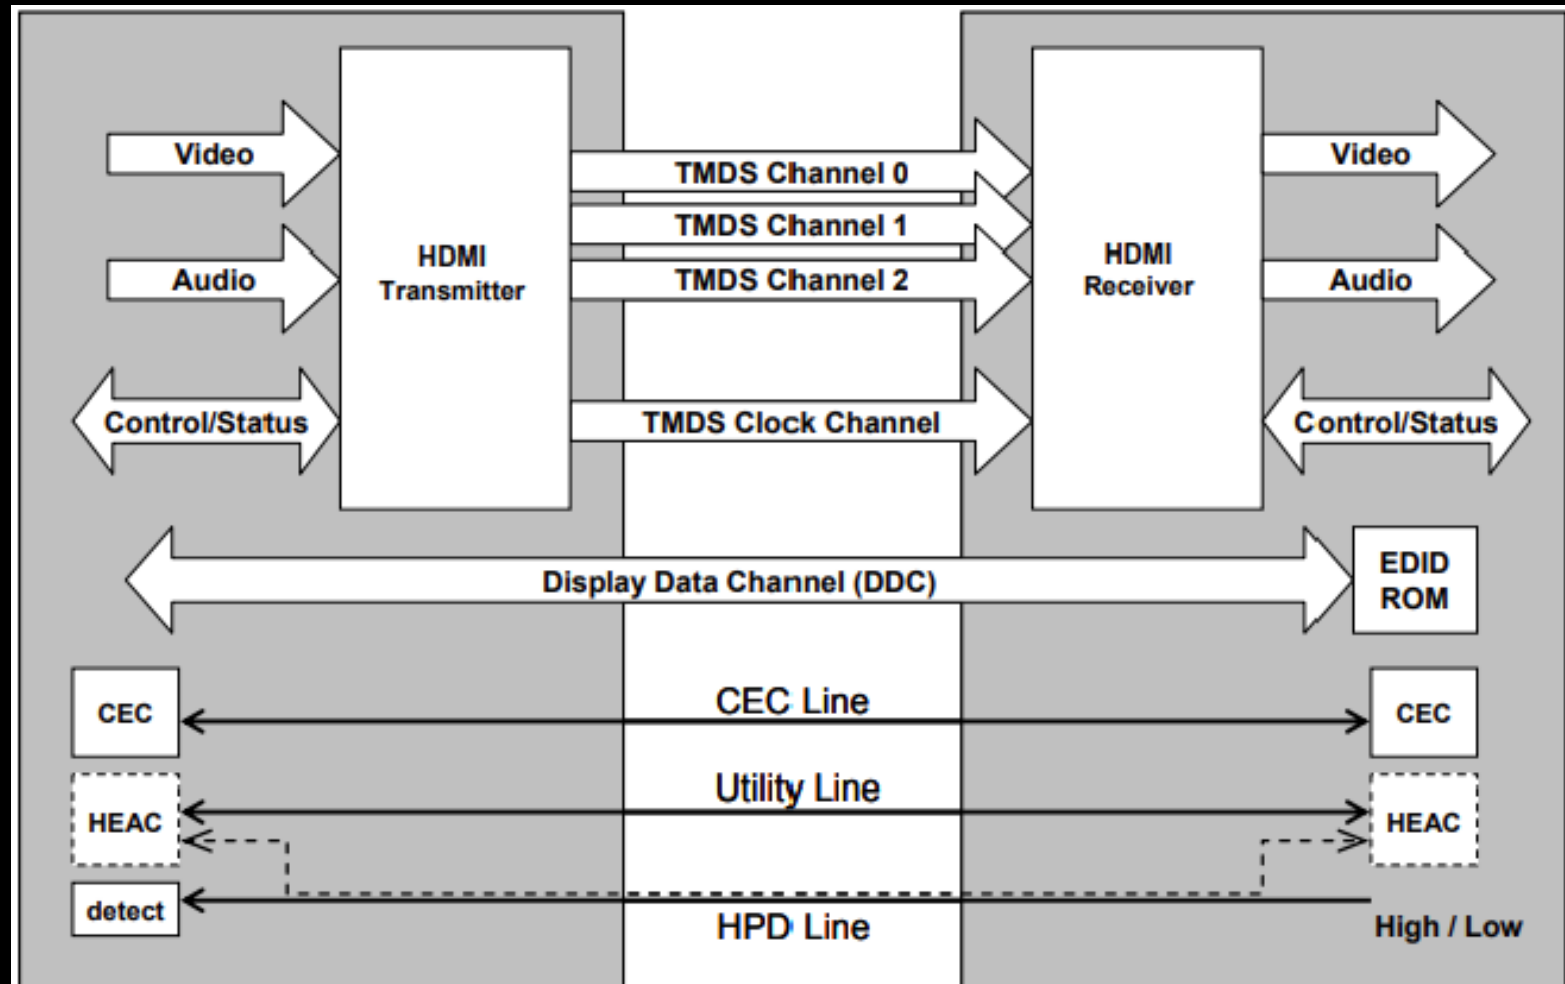 Video
TMDS Channel 0
Video
TMDS Channel 1
HDMI
Transmitter
HDMI
Receiver
Audio
TMDS Channel 2
Audio
Control/Status
TMDS Clock Channel
Control/Status
Display Data Channel (DDC)
EDID
ROM
CEC
CEC Line
CEC
HEAC
Utility Line
HEAC
detect
HPD Line
High / Low